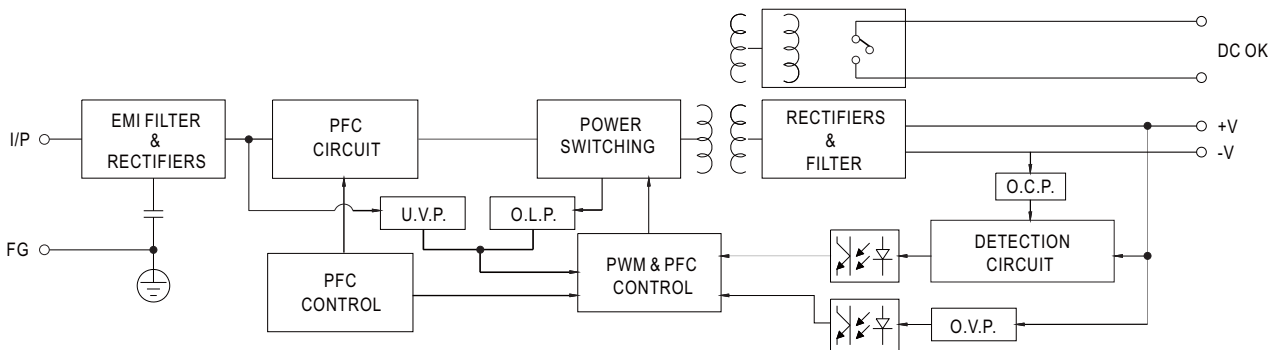 DC OK
I/P
EMI FILTER
&
RECTIFIERS
PFC
CIRCUIT
POWER
SWITCHING
RECTIFIERS
&
FILTER
+V
-V
O.C.P.
U.V.P.
O.L.P.
FG
PFC
CONTROL
PWM & PFC
CONTROL
DETECTION
CIRCUIT
O.V.P.